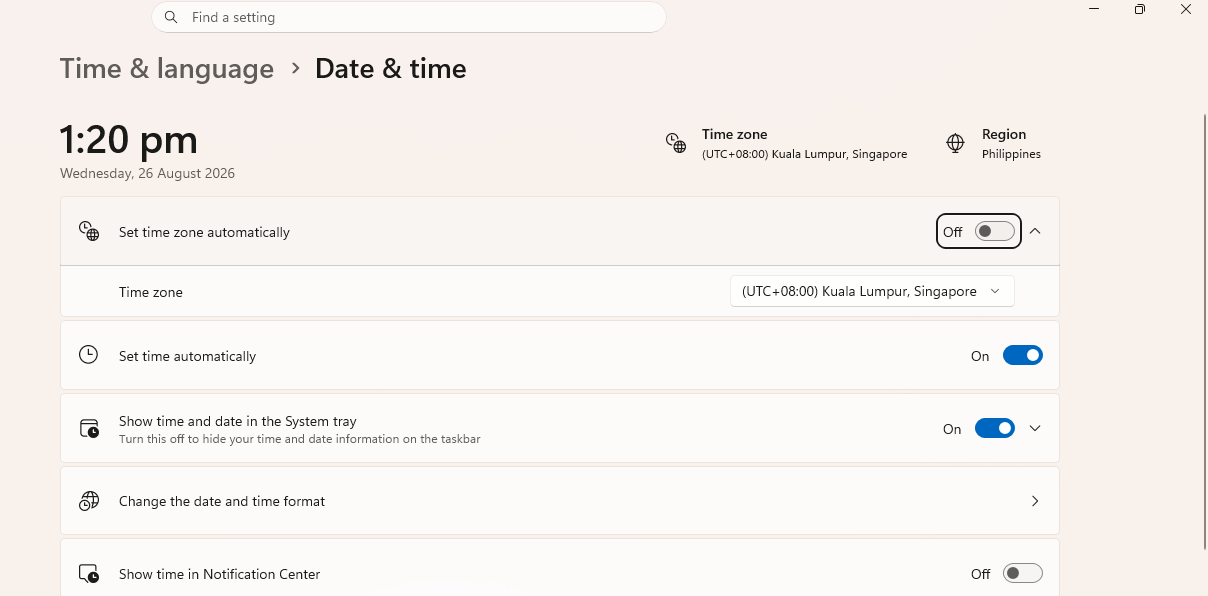 Find a setting
Time & language > Date & time
1:20 pm
Wednesday, 26 August 2026
Time zone
(UTC+08:00) Kuala Lumpur, Singapore
Region
Philippines
Set time zone automatically
Off
Time zone
(UTC+08:00) Kuala Lumpur, Singapore
Set time automatically
On
Show time and date in the System tray
Turn this off to hide your time and date information on the taskbar
On
Change the date and time format
Show time in Notification Center
Off